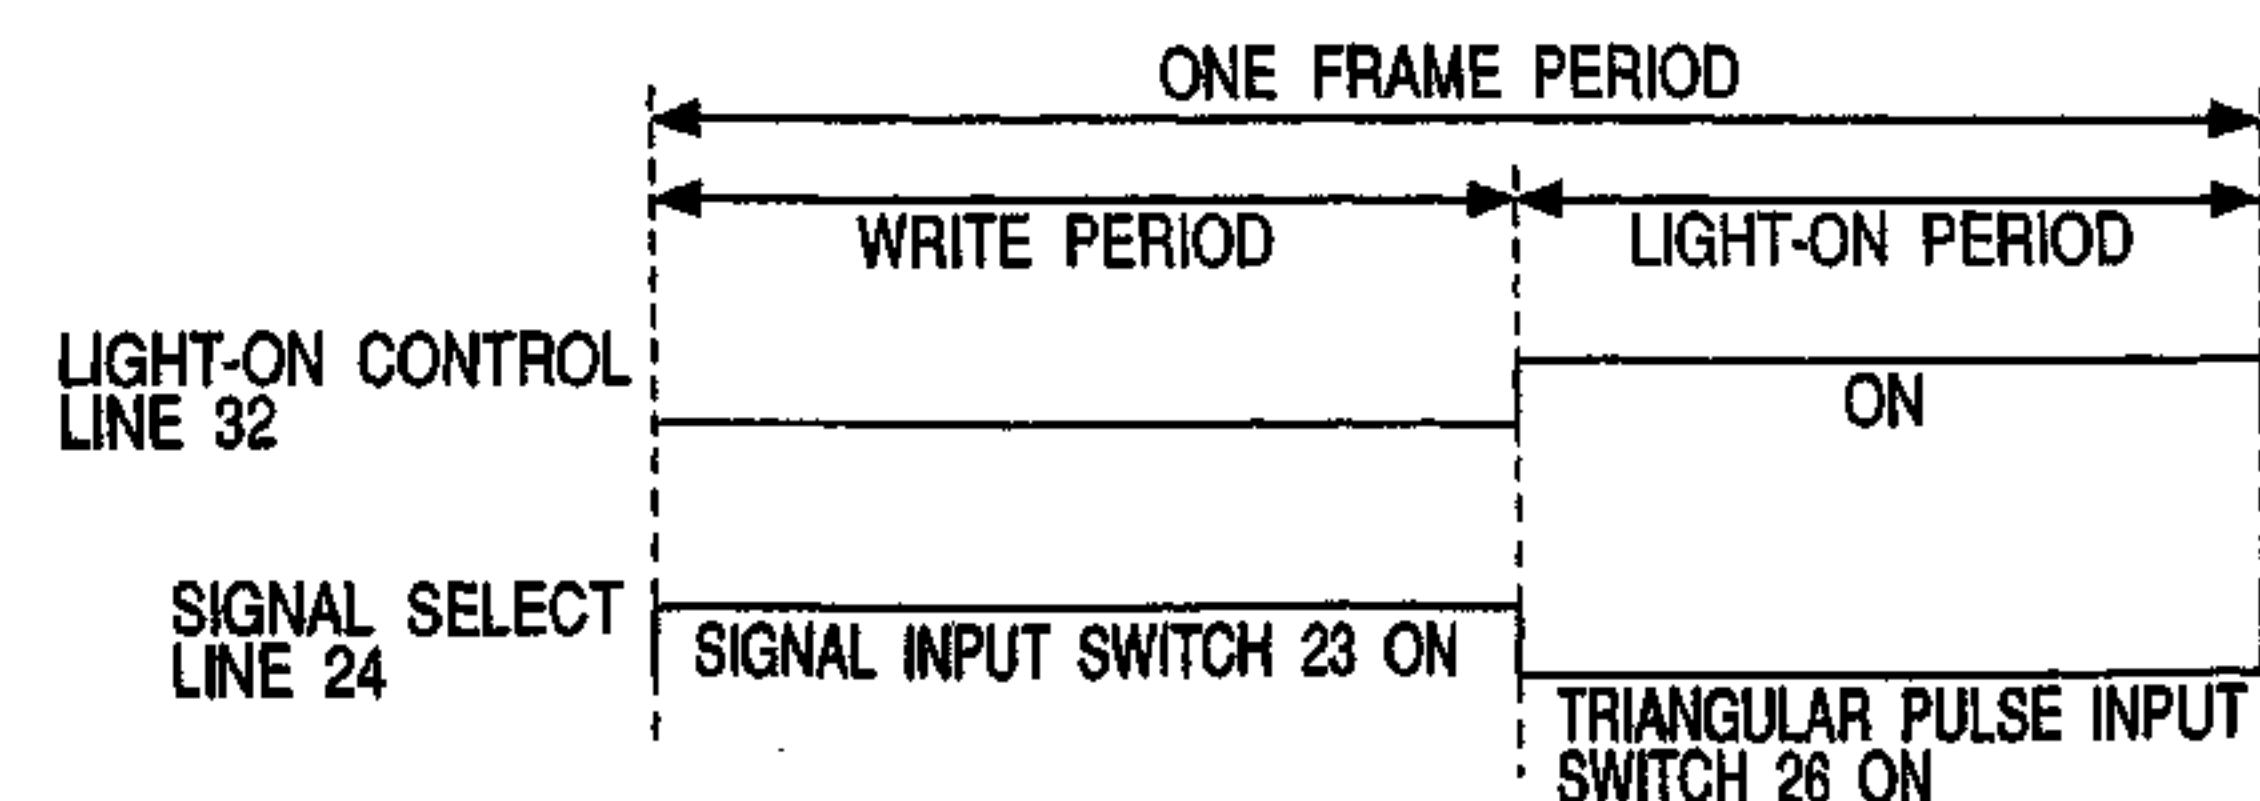 ONE FRAME PERIOD
WRITE PERIOD
LIGHT-ON PERIOD
LIGHT-ON CONTROL
LINE 32
ON
SIGNAL SELECT
LINE 24
SIGNAL INPUT SWITCH 23 ON
TRIANGULAR PULSE INPUT
SWITCH 26 ON